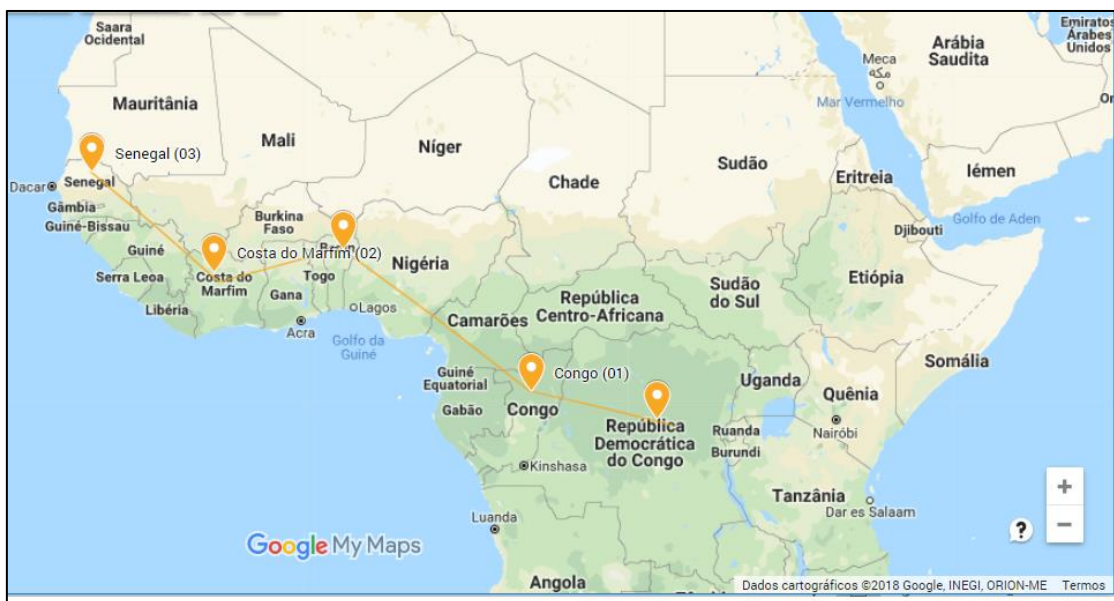 Saara
Ocidental
Mauritânia
Mali
Níger
Chade
Sudão
Eritreia
Meca
مكة
Mar Vermelho
Arábia
Saudita
Emiratos
Árabes
Unidos
Iémen
Golfo de Aden
Djibouti
Senegal (03)
Dacar
Senegal
Gâmbia
Guiné-Bissau
Guiné
Serra Leoa
Libéria
Burkina
Faso
Costa do Marfim (02)
Costa do
Marfim
Gana
Togo
Acra
Lagos
Nigéria
Golfo da
Guiné
Camarões
República
Centro-Africana
Sudão
do Sul
Etiópia
Somália
Guiné
Equatorial
Gabão
Congo (01)
Congo
República
Democrática
do Congo
Kinshasa
Uganda
Quênia
Nairóbi
Ruanda
Burundi
Tanzânia
Dar es Salaam
Luanda
Angola
Google My Maps
+
−
?
Dados cartográficos ©2018 Google, INEGI, ORION-ME Termos